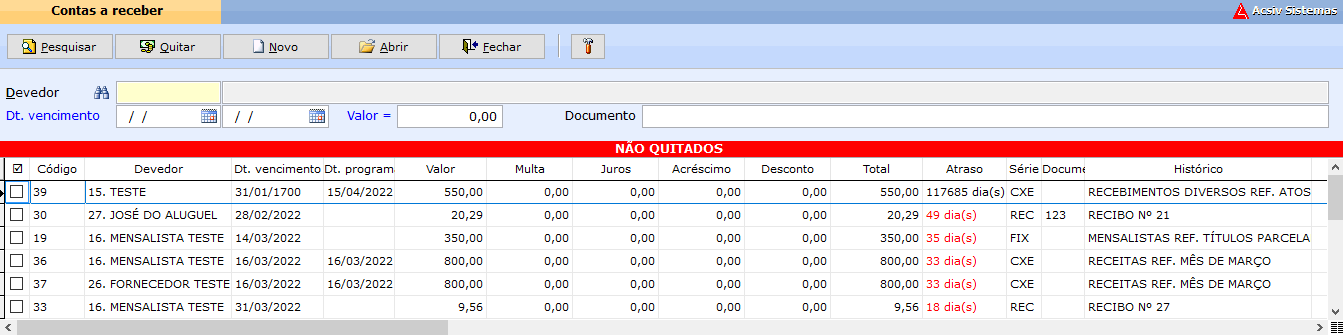 Contas a receber Acsiv Sistemas
Pesquisar Quitar Novo Abrir Fechar
Devedor
Dt. vencimento / / / / Valor = 0,00 Documento
NÃO QUITADOS
Código Devedor Dt. vencimento Dt. program Valor Multa Juros Acréscimo Desconto Total Atraso Série Docume Histórico
39 15. TESTE 31/01/1700 15/04/2022 550,00 0,00 0,00 0,00 0,00 550,00 117685 dia(s) CXE RECEBIMENTOS DIVERSOS REF. ATOS
30 27. JOSÉ DO ALUGUEL 28/02/2022 20,29 0,00 0,00 0,00 0,00 20,29 49 dia(s) REC 123 RECIBO Nº 21
19 16. MENSALISTA TESTE 14/03/2022 350,00 0,00 0,00 0,00 0,00 350,00 35 dia(s) FIX MENSALISTAS REF. TÍTULOS PARCELA
36 16. MENSALISTA TESTE 16/03/2022 16/03/2022 800,00 0,00 0,00 0,00 0,00 800,00 33 dia(s) CXE RECEITAS REF. MÊS DE MARÇO
37 26. FORNECEDOR TESTE 16/03/2022 16/03/2022 800,00 0,00 0,00 0,00 0,00 800,00 33 dia(s) CXE RECEITAS REF. MÊS DE MARÇO
33 16. MENSALISTA TESTE 31/03/2022 9,56 0,00 0,00 0,00 0,00 9,56 18 dia(s) REC RECIBO Nº 27